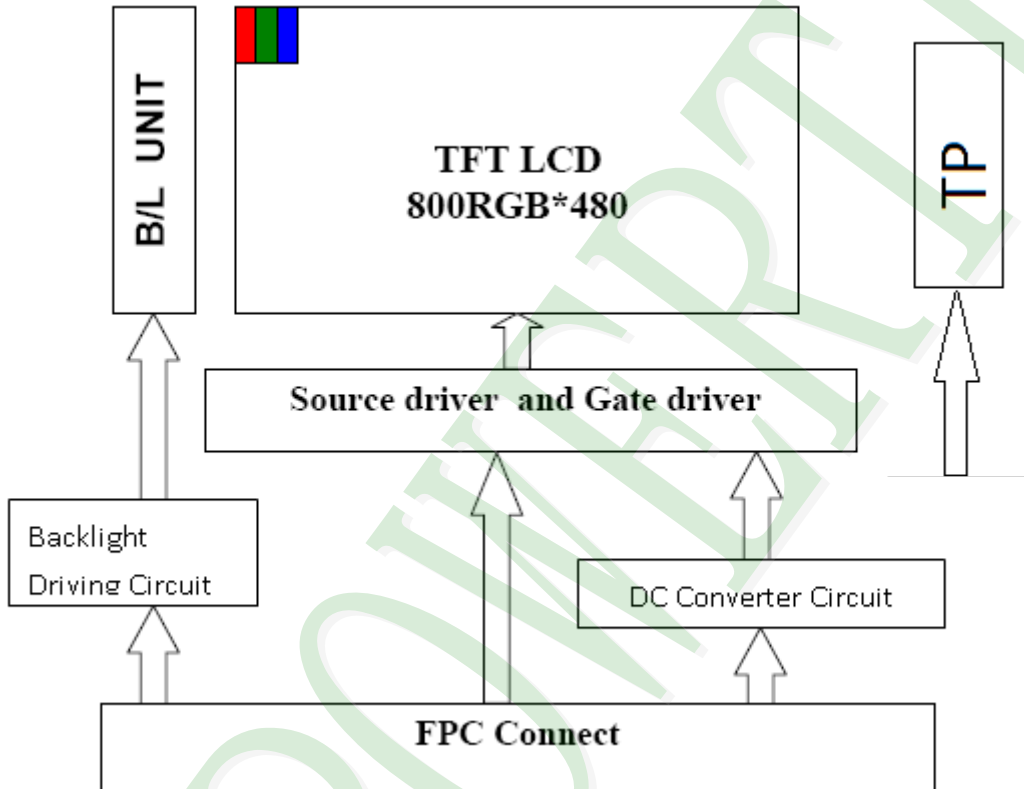 B/L UNIT
TFT LCD
800RGB*480
TP
Source driver and Gate driver
Backlight
Driving Circuit
DC Converter Circuit
FPC Connect